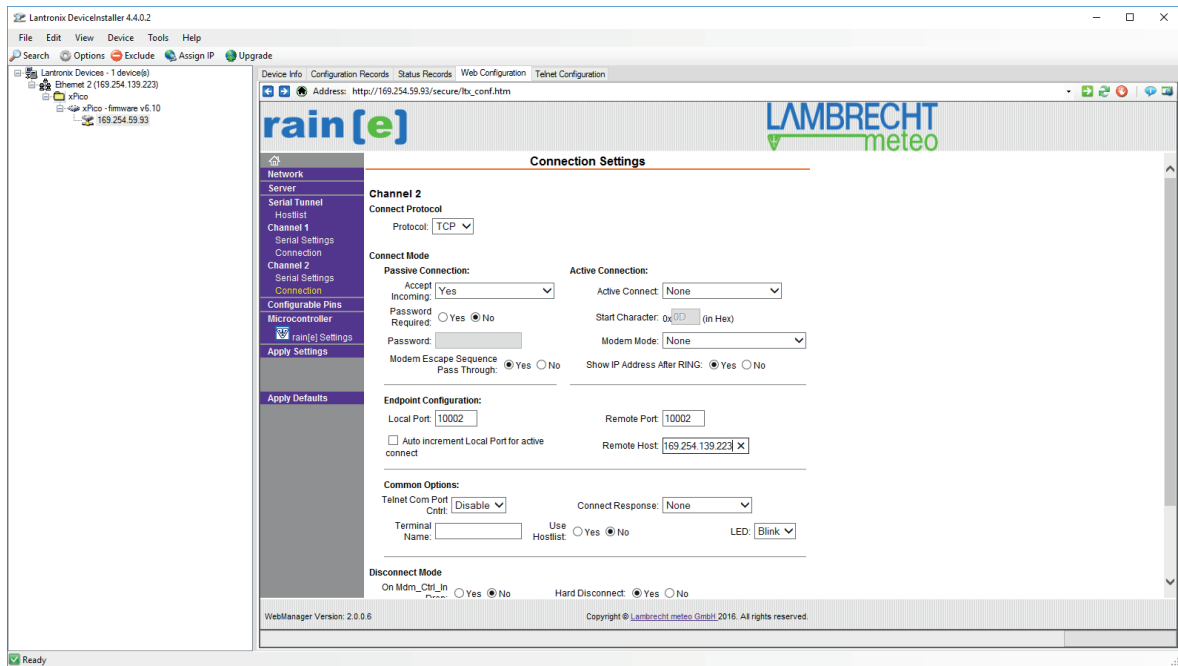 Lantronix DeviceInstaller 4.4.0.2
File Edit View Device Tools Help
Search Options Exclude Assign IP Upgrade
Lantronix Devices - 1 device(s)
Ethernet 2 (169.254.139.223)
xPico
xPico - firmware v6.10
169.254.59.93
Device Info Configuration Records Status Records Web Configuration Telnet Configuration
Address: http://169.254.59.93/secure/ltx_conf.htm
rain[e]
LAMBRECHT
meteo
Network
Server
Serial Tunnel
Hostlist
Channel 1
Serial Settings
Connection
Channel 2
Serial Settings
Connection
Configurable Pins
Microcontroller
rain[e] Settings
Apply Settings
Apply Defaults
Connection Settings
Channel 2
Connect Protocol
Protocol: TCP
Connect Mode
Passive Connection: Active Connection:
Accept
Incoming: Yes Active Connect: None
Password
Required: Yes No Start Character: 0x 0D (in Hex)
Password: Modem Mode: None
Modem Escape Sequence
Pass Through: Yes No Show IP Address After RING: Yes No
Endpoint Configuration:
Local Port: 10002 Remote Port: 10002
Auto increment Local Port for active
connect Remote Host: 169.254.139.223
Common Options:
Telnet Com Port
Cntrl: Disable Connect Response: None
Terminal
Name: Use
Hostlist: Yes No LED: Blink
Disconnect Mode
On Mdm_Ctrl_In
Drop: Yes No Hard Disconnect: Yes No
WebManager Version: 2.0.0.6 Copyright © Lambrecht meteo GmbH 2016. All rights reserved.
Ready